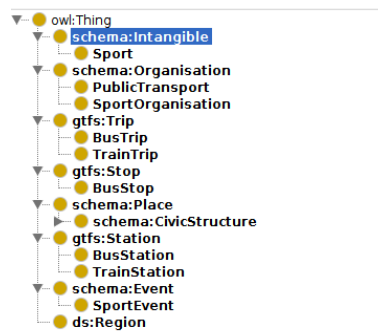 owl:Thing
schema:Intangible
Sport
schema:Organisation
PublicTransport
SportOrganisation
gtfs:Trip
BusTrip
TrainTrip
gtfs:Stop
BusStop
schema:Place
schema:CivicStructure
gtfs:Station
BusStation
TrainStation
schema:Event
SportEvent
ds:Region